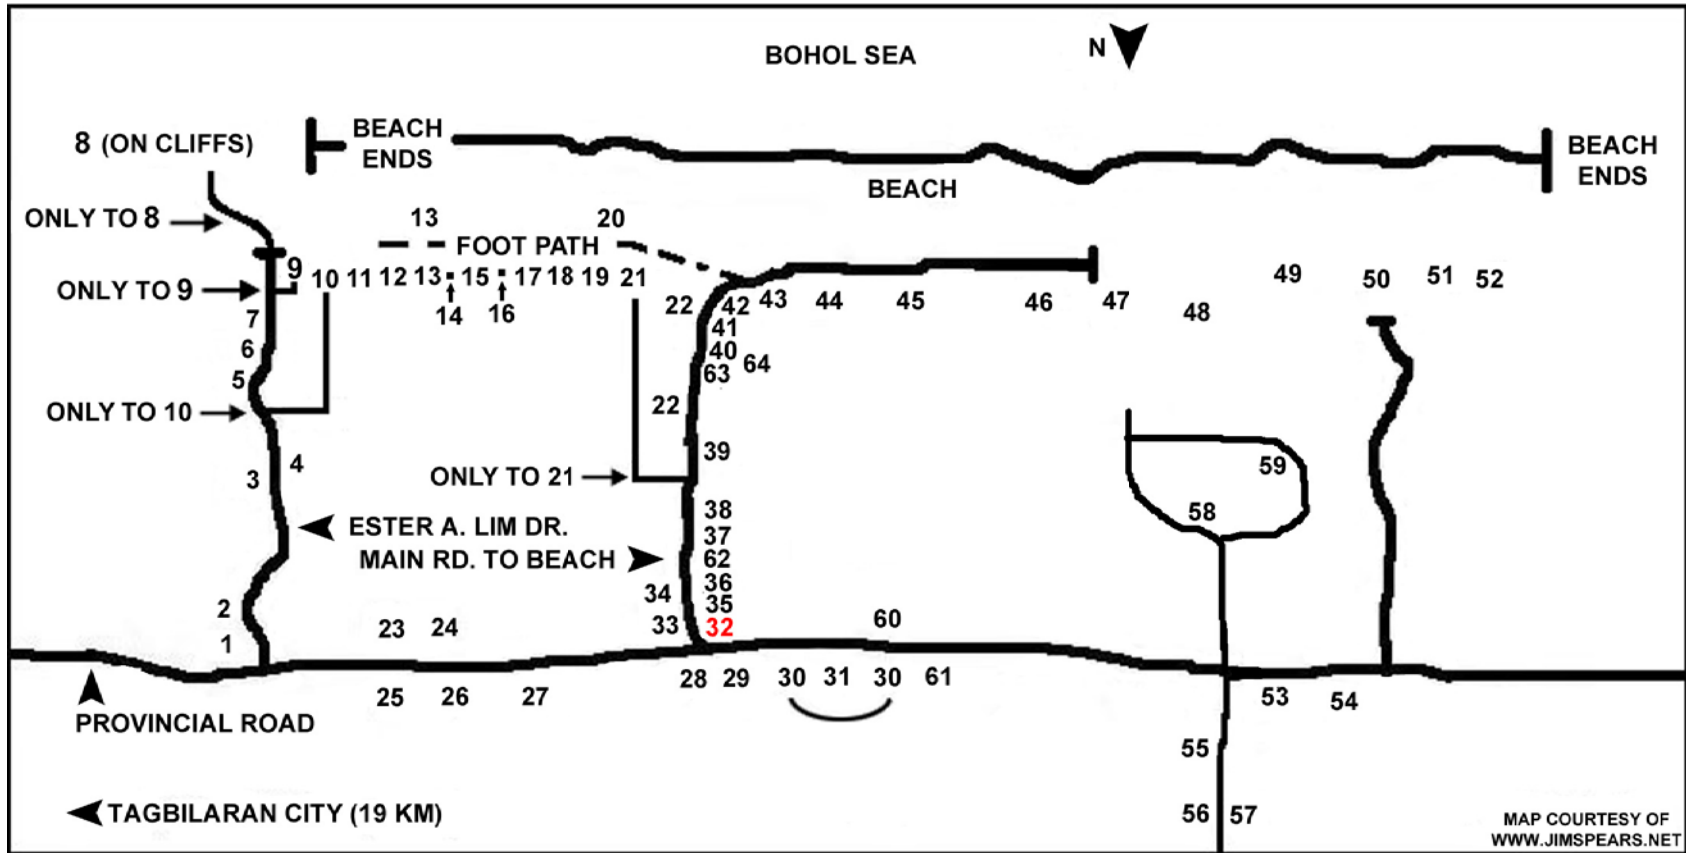 BOHOL SEA
N
8 (ON CLIFFS)
BEACH
ENDS
BEACH
ENDS
BEACH
ONLY TO 8
13
20
FOOT PATH
ONLY TO 9
9
10 11 12 13 15 17 18 19 21
14 16
22 42 43 44 45 46 47 48 49 50 51 52
7
41
6
40 64
5
63
ONLY TO 10
22
39
4
3
ONLY TO 21
59
38
58
ESTER A. LIM DR.
37
MAIN RD. TO BEACH
62
36
34
35
2
23 24
33 32
60
1
28 29 30 31 30 61
25 26 27
53 54
PROVINCIAL ROAD
55
TAGBILARAN CITY (19 KM)
56 57
MAP COURTESY OF
WWW.JIMSPEARS.NET